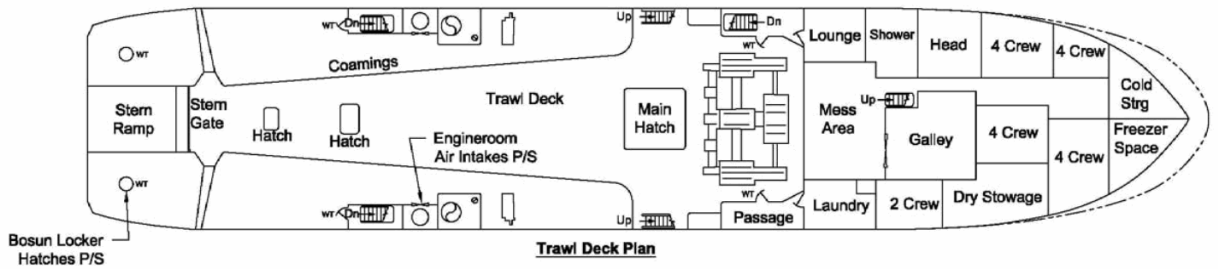 WT
Dn
Up
Dn
WT
Lounge
Shower
Head
4 Crew
4 Crew
WT
Coamings
Stern
Ramp
Stern
Gate
Hatch
Hatch
Trawl Deck
Main
Hatch
Mess
Area
Up
Galley
4 Crew
4 Crew
Cold
Strg
Freezer
Space
Engineroom
Air Intakes P/S
WT
WT
Dn
Up
WT
Passage
Laundry
2 Crew
Dry Stowage
Bosun Locker
Hatches P/S
Trawl Deck Plan